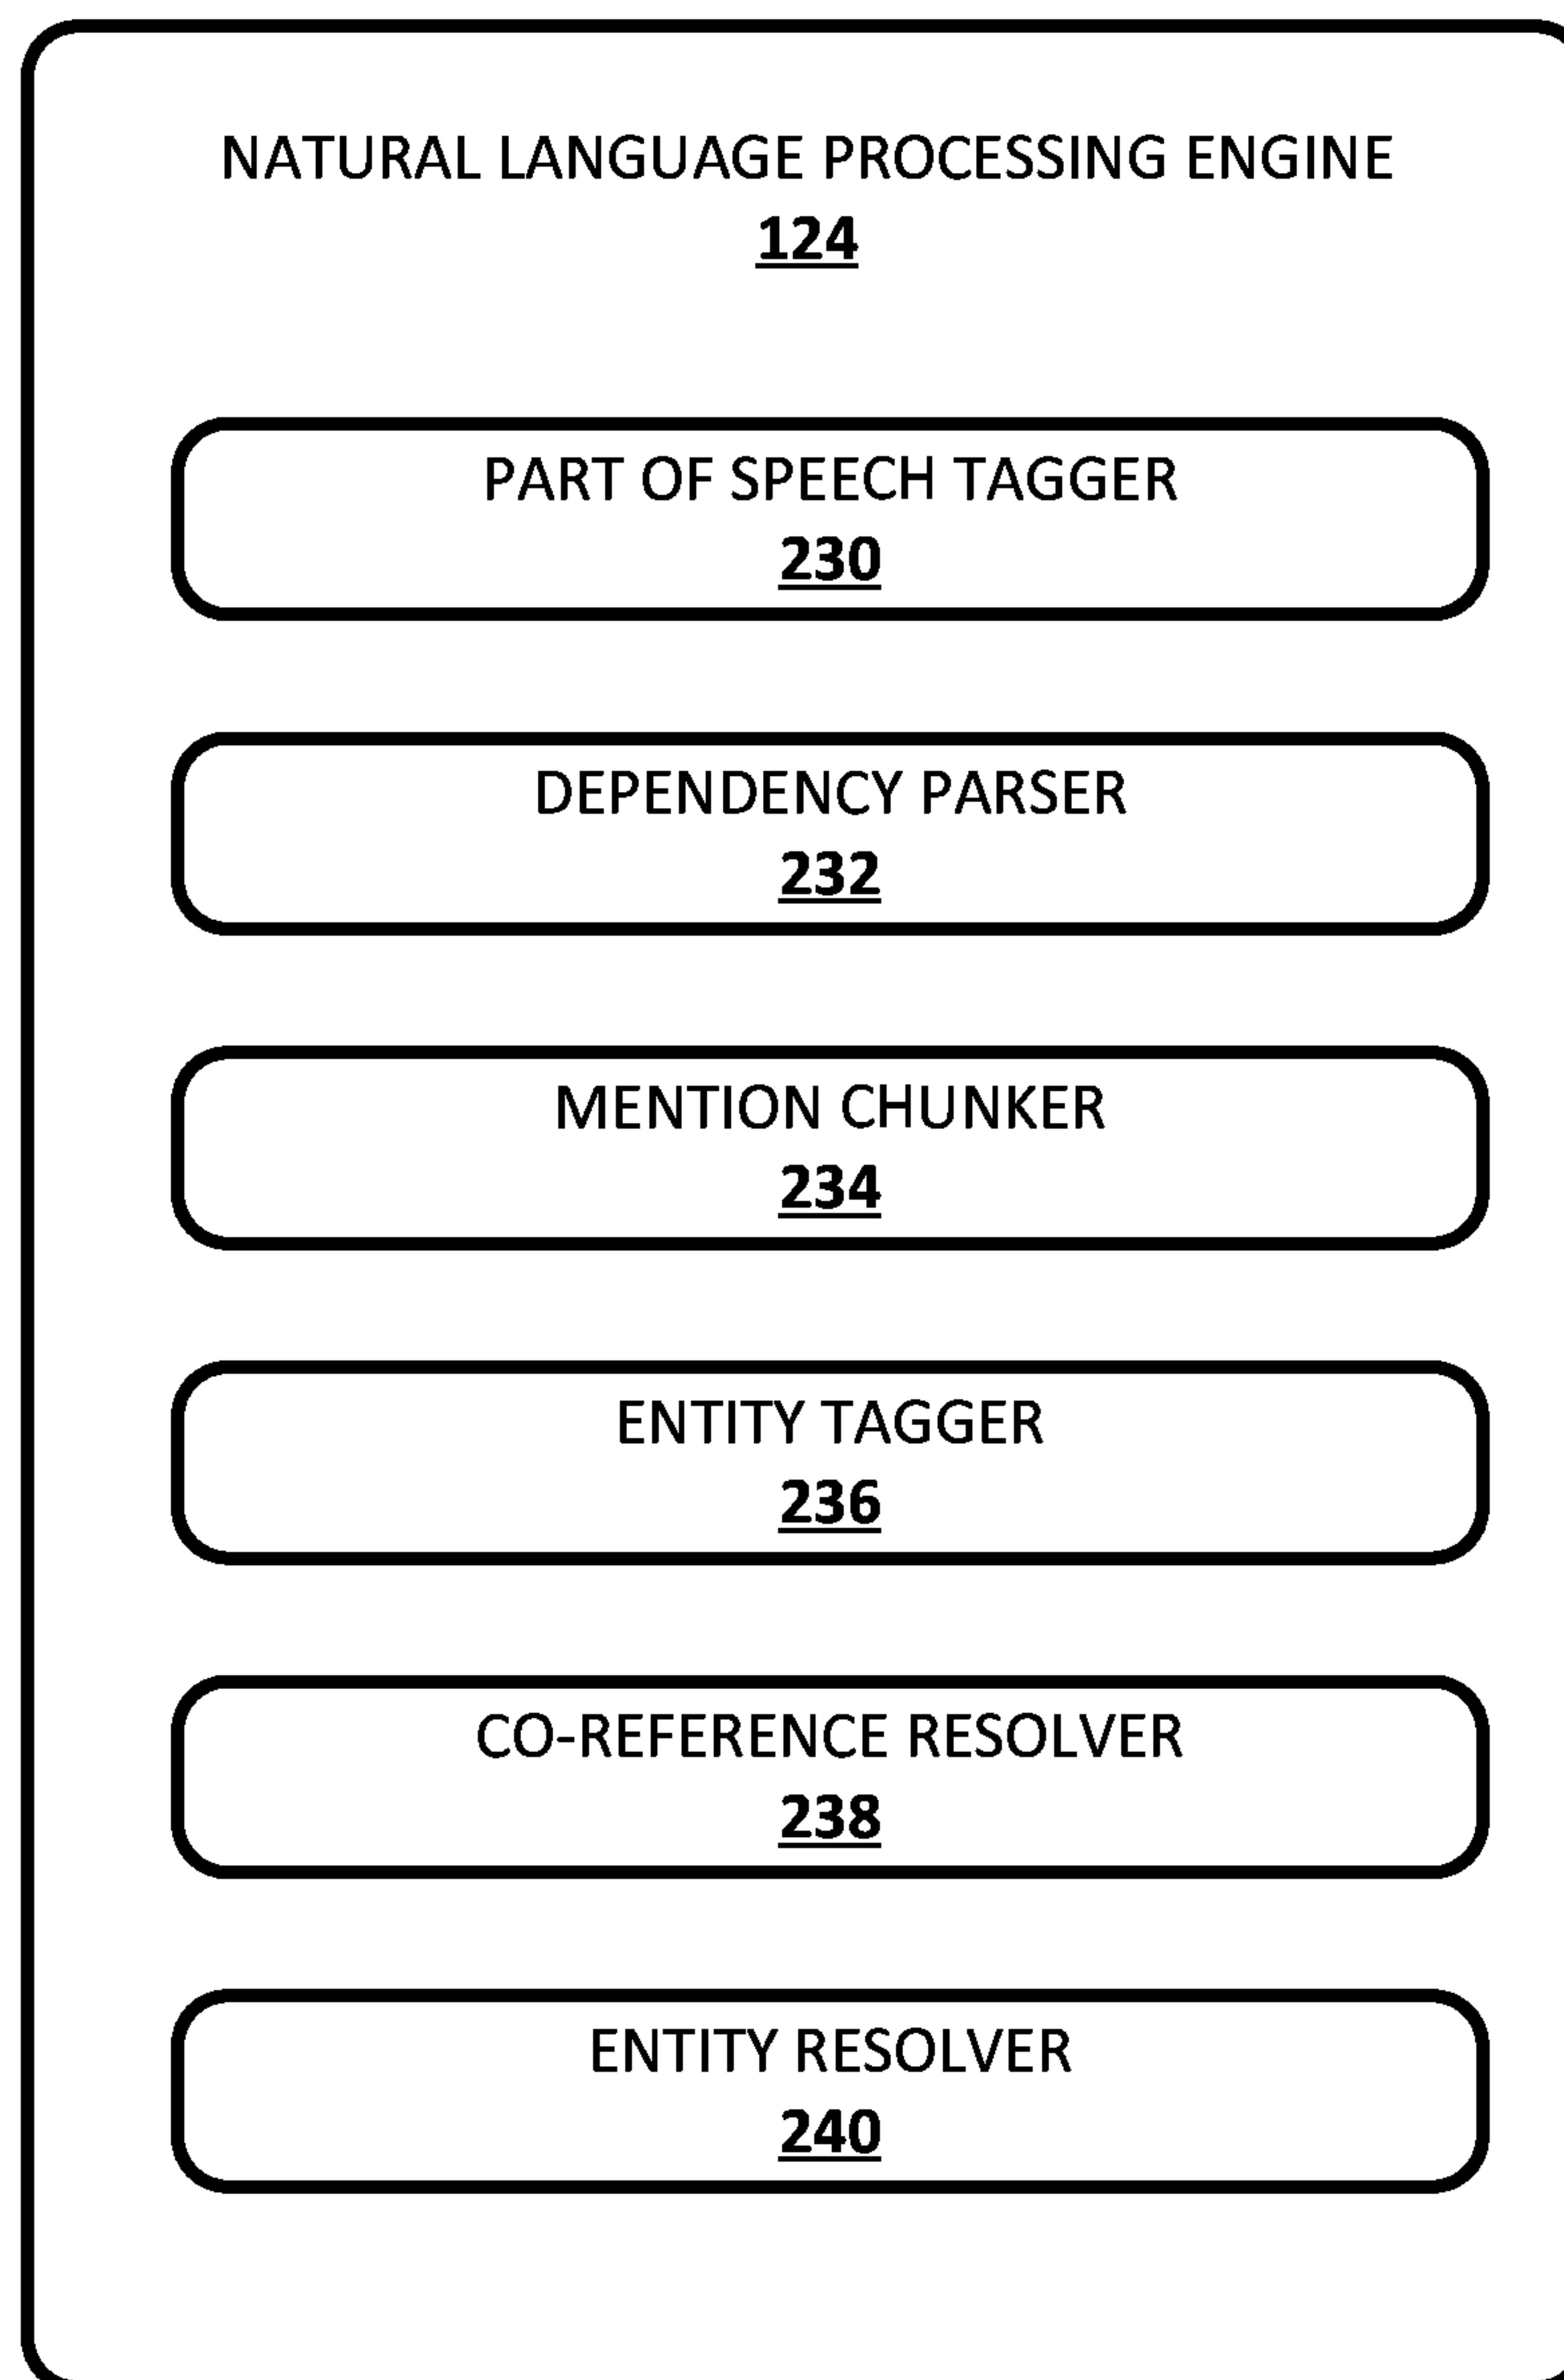 NATURAL LANGUAGE PROCESSING ENGINE
124
PART OF SPEECH TAGGER
230
DEPENDENCY PARSER
232
MENTION CHUNKER
234
ENTITY TAGGER
236
CO-REFERENCE RESOLVER
238
ENTITY RESOLVER
240